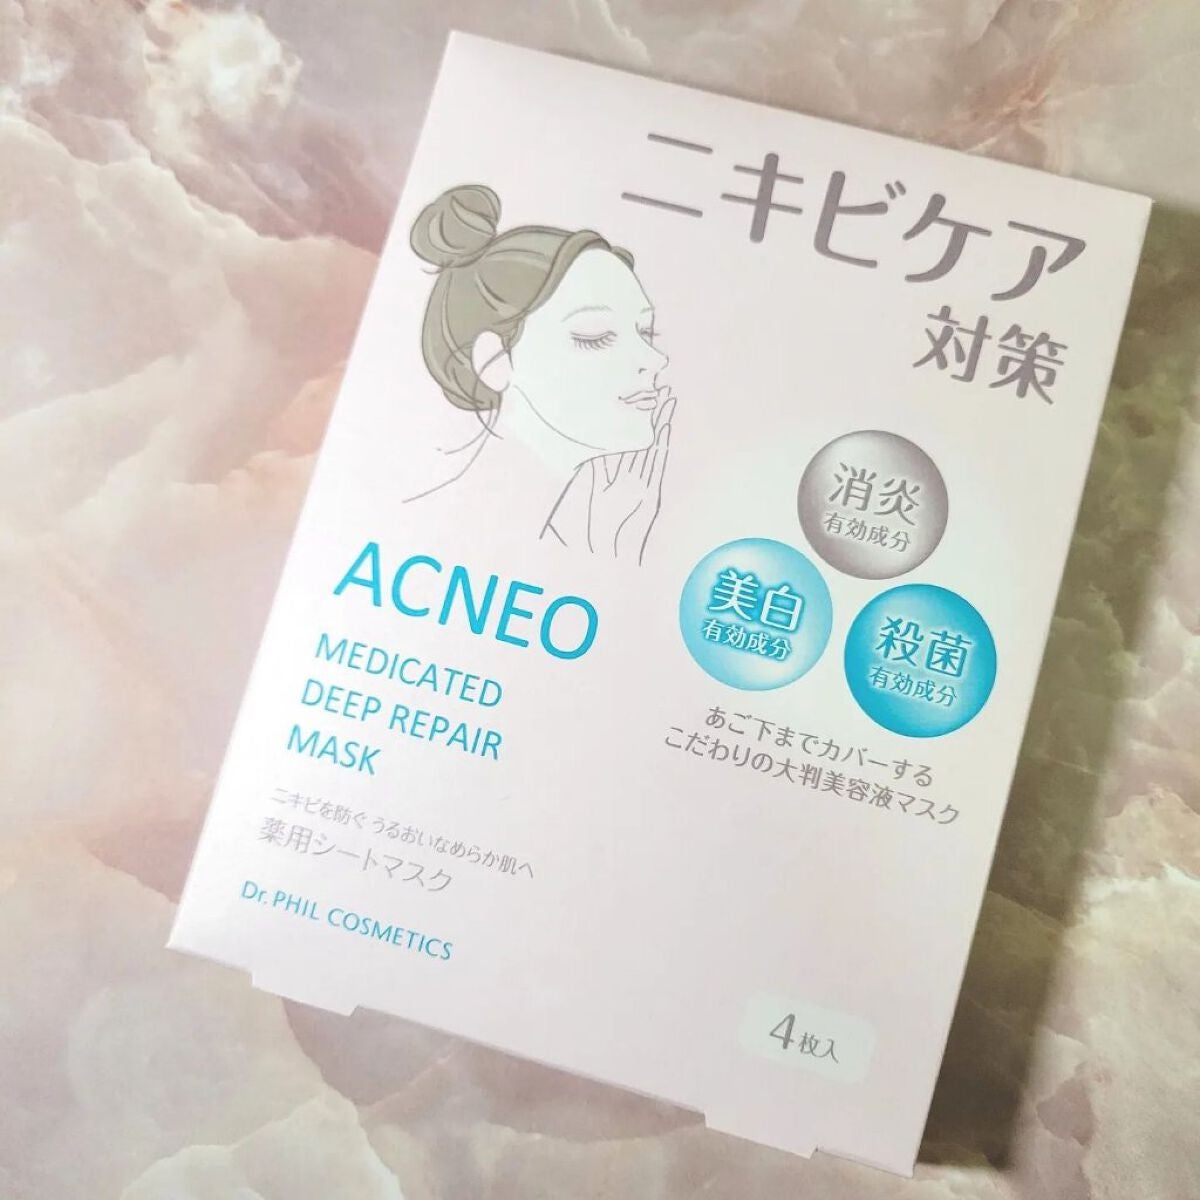 ニキビケア
対策
消炎
有効成分
美白
有効成分
殺菌
有効成分
あご下までカバーする
こだわりの大判美容液マスク
ACNEO
MEDICATED
DEEP REPAIR
MASK
ニキビを防ぐ うるおいなめらか肌へ
薬用シートマスク
Dr. PHIL COSMETICS
4枚入